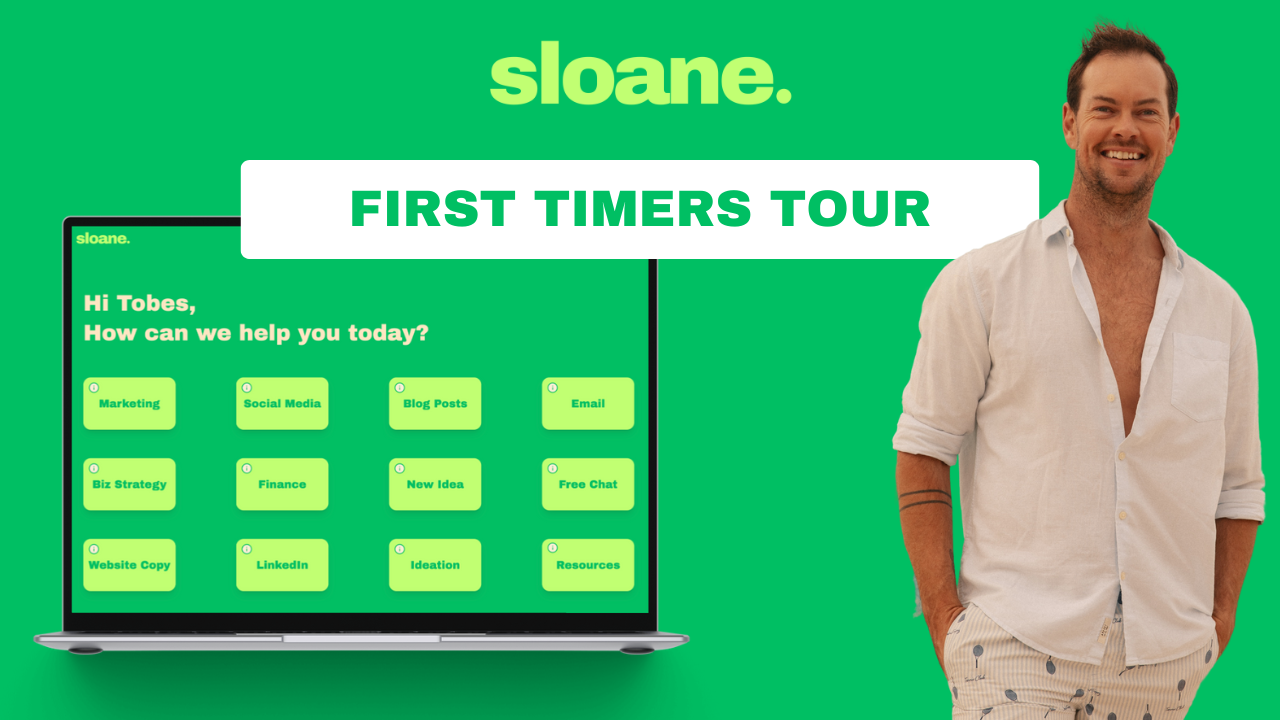 sloane.
FIRST TIMERS TOUR
sloane.
Hi Tobes,
How can we help you today?
Marketing
Social Media
Blog Posts
Email
Biz Strategy
Finance
New Idea
Free Chat
Website Copy
LinkedIn
Ideation
Resources